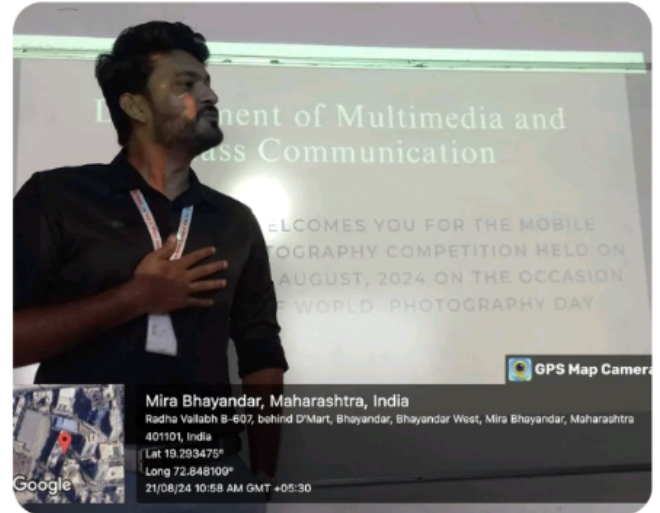 nent of Multimedia and
ass Communication
ELCOMES YOU FOR THE MOBILE
TOGRAPHY COMPETITION HELD ON
AUGUST, 2024 ON THE OCCASION
F WORLD PHOTOGRAPHY DAY
GPS Map Camera
Mira Bhayandar, Maharashtra, India
Radha Vallabh B-607, behind D'Mart, Bhayandar, Bhayandar West, Mira Bhayandar, Maharashtra
401101, India
Lat 19.293475°
Long 72.848109°
21/08/24 10:58 AM GMT +05:30
Google